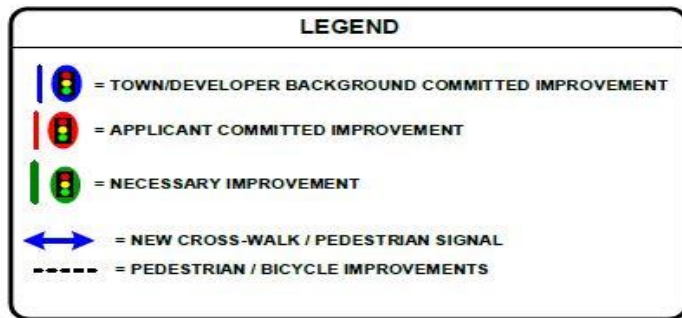 LEGEND
= TOWN/DEVELOPER BACKGROUND COMMITTED IMPROVEMENT
= APPLICANT COMMITTED IMPROVEMENT
= NECESSARY IMPROVEMENT
= NEW CROSS-WALK / PEDESTRIAN SIGNAL
= PEDESTRIAN / BICYCLE IMPROVEMENTS